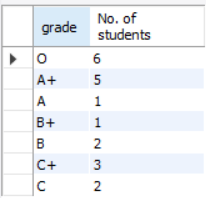 grade No. of students
O 6
A+ 5
A 1
B+ 1
B 2
C+ 3
C 2